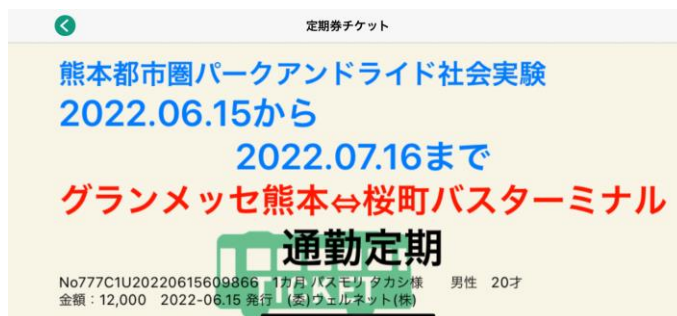 定期券チケット
熊本都市圏パークアンドライド社会実験
2022.06.15から
2022.07.16まで
グランメッセ熊本⇔桜町バスターミナル
通勤定期
TICKET
No777C1U20220615609866 1カ月 バスモリ タカシ様 男性 20才
金額：12,000 2022-06.15 発行 (委)ウェルネット(株)